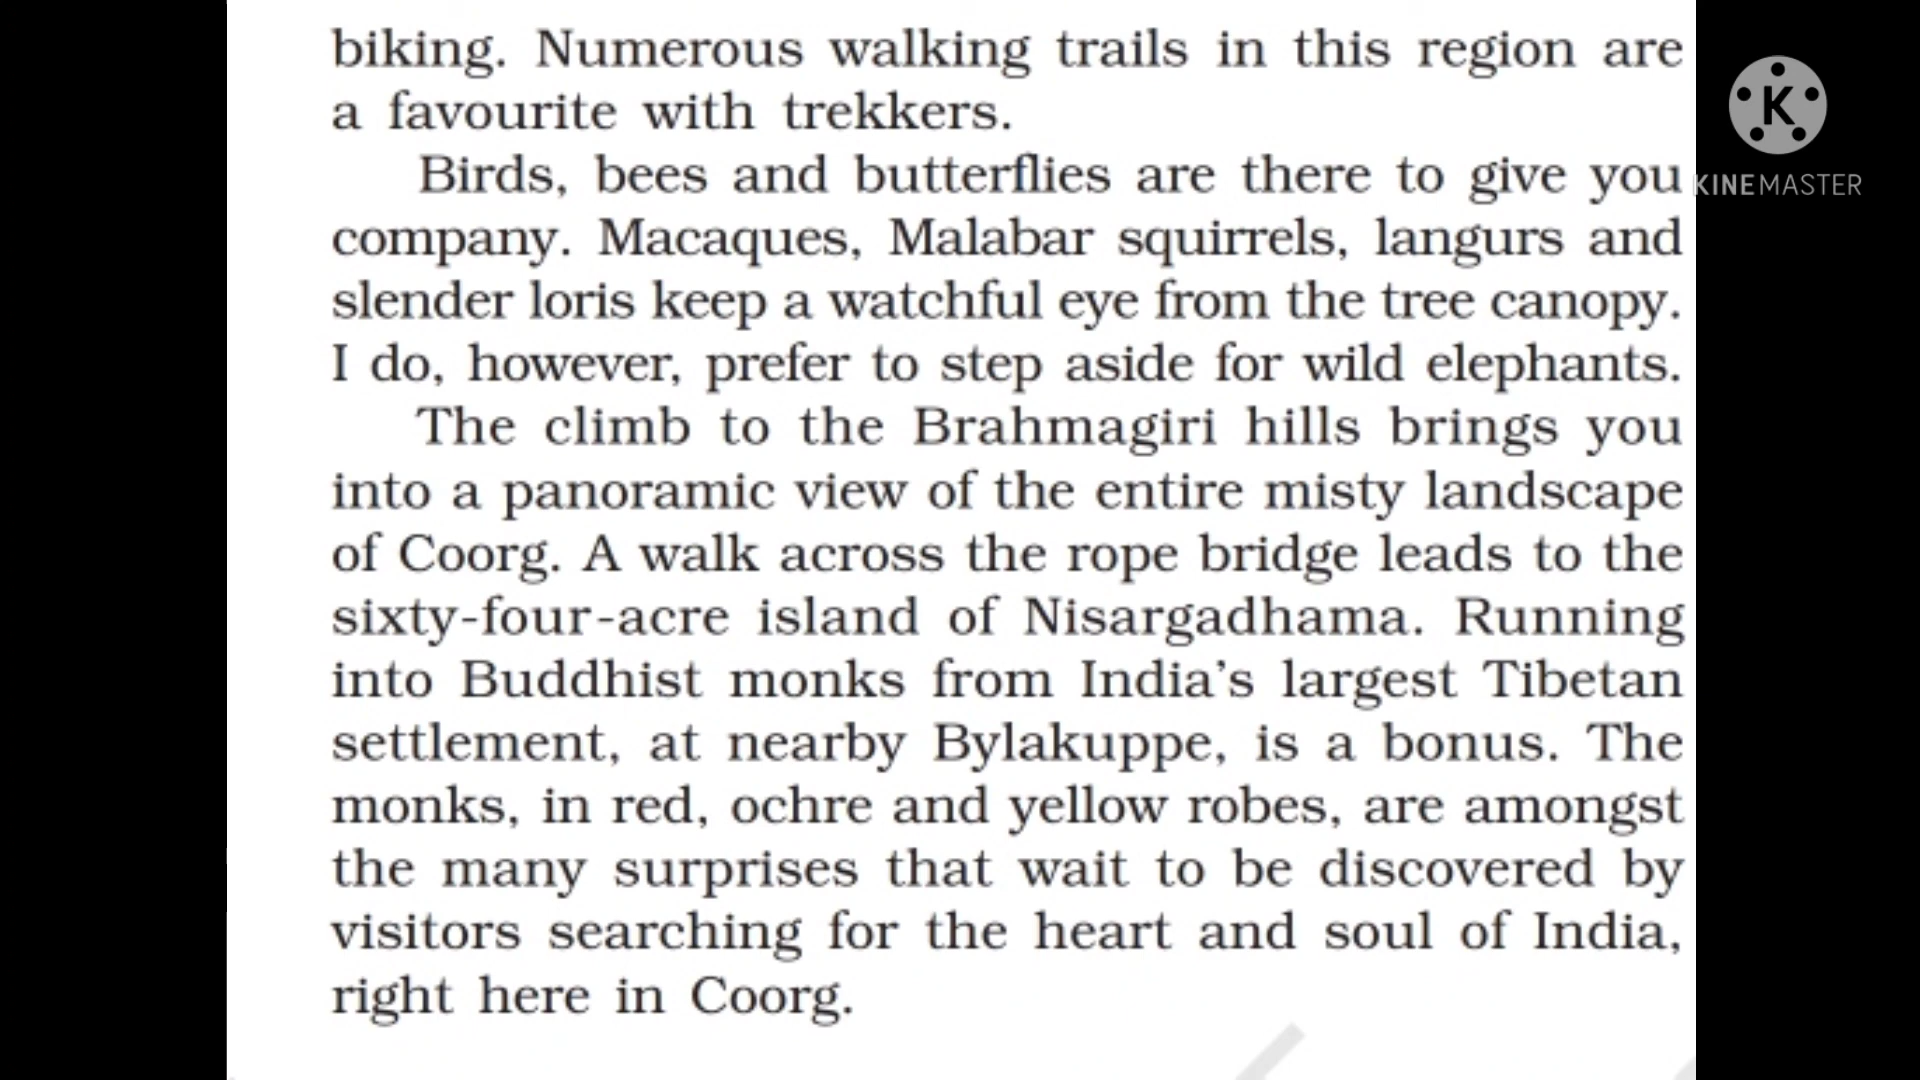 biking. Numerous walking trails in this region are
a favourite with trekkers.
Birds, bees and butterflies are there to give you
company. Macaques, Malabar squirrels, langurs and
slender loris keep a watchful eye from the tree canopy.
I do, however, prefer to step aside for wild elephants.
The climb to the Brahmagiri hills brings you
into a panoramic view of the entire misty landscape
of Coorg. A walk across the rope bridge leads to the
sixty-four-acre island of Nisargadhama. Running
into Buddhist monks from India's largest Tibetan
settlement, at nearby Bylakuppe, is a bonus. The
monks, in red, ochre and yellow robes, are amongst
the many surprises that wait to be discovered by
visitors searching for the heart and soul of India,
right here in Coorg.
K
KINEMASTER